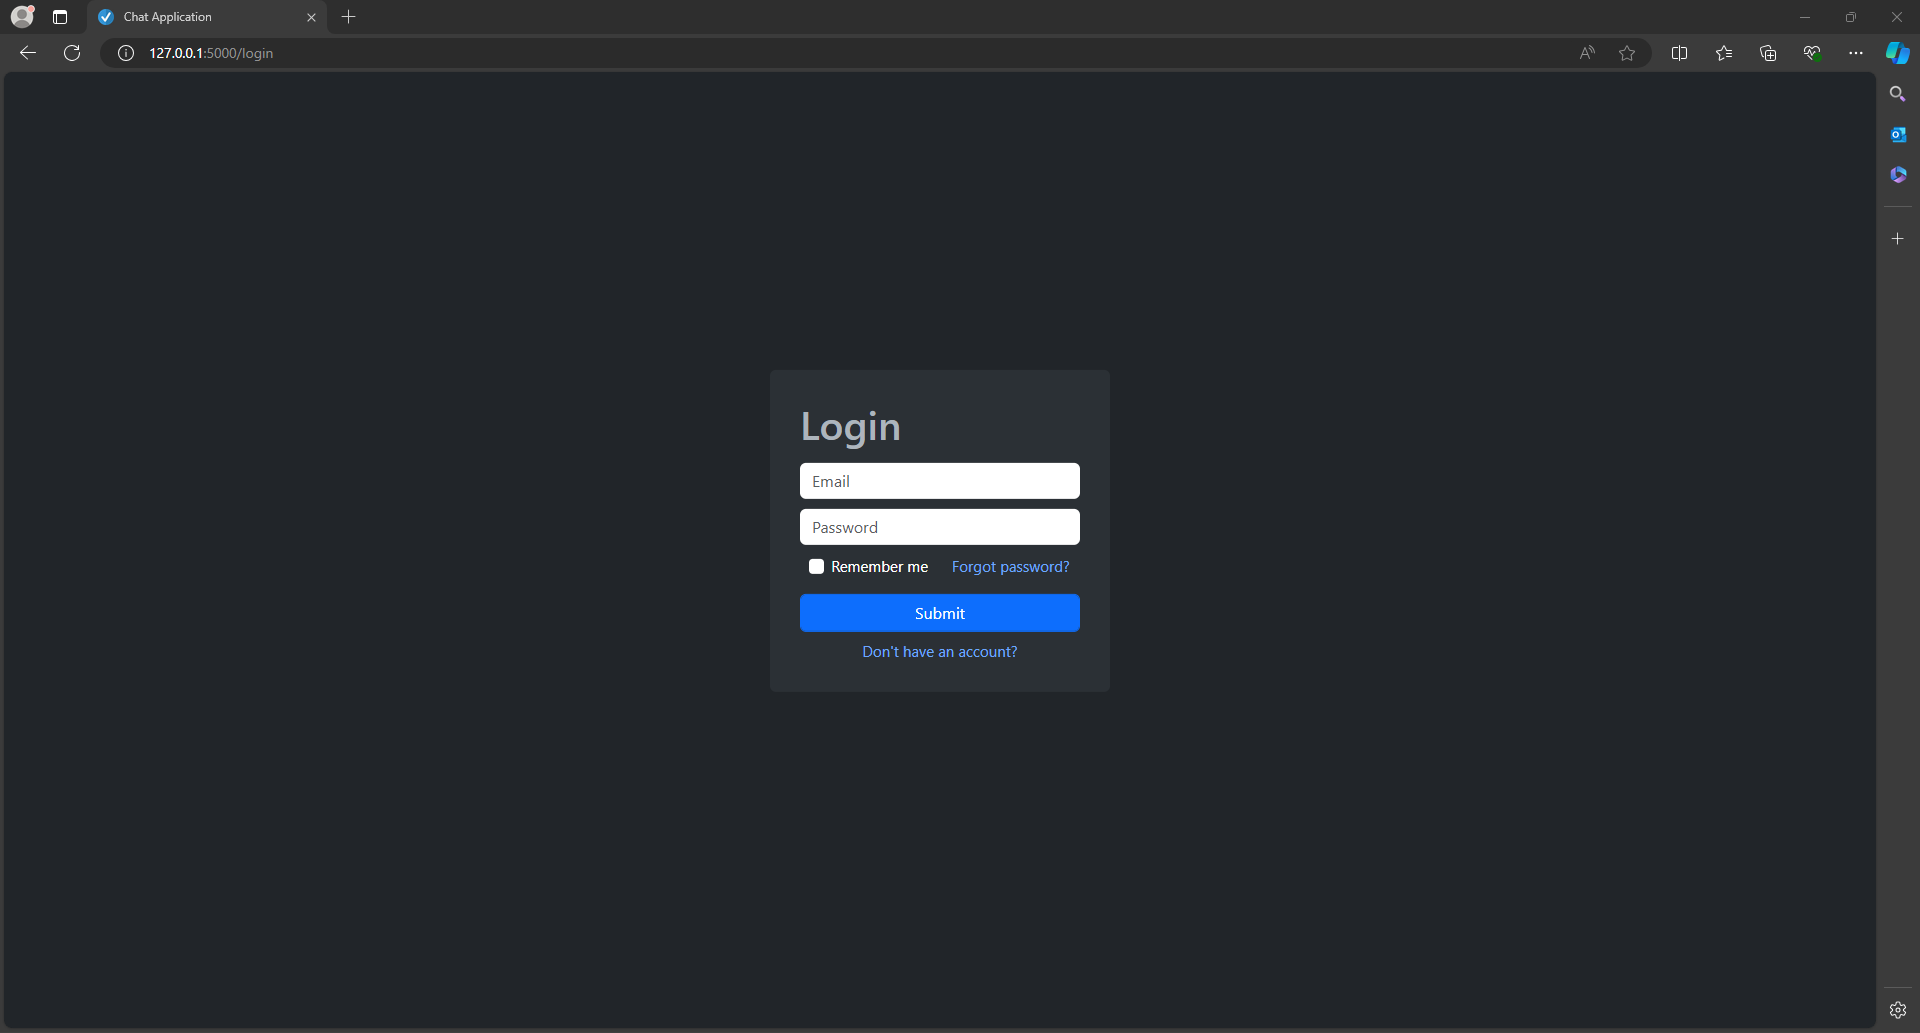 Chat Application
127.0.0.1:5000/login
Login
Email
Password
Remember me Forgot password?
Submit
Don't have an account?